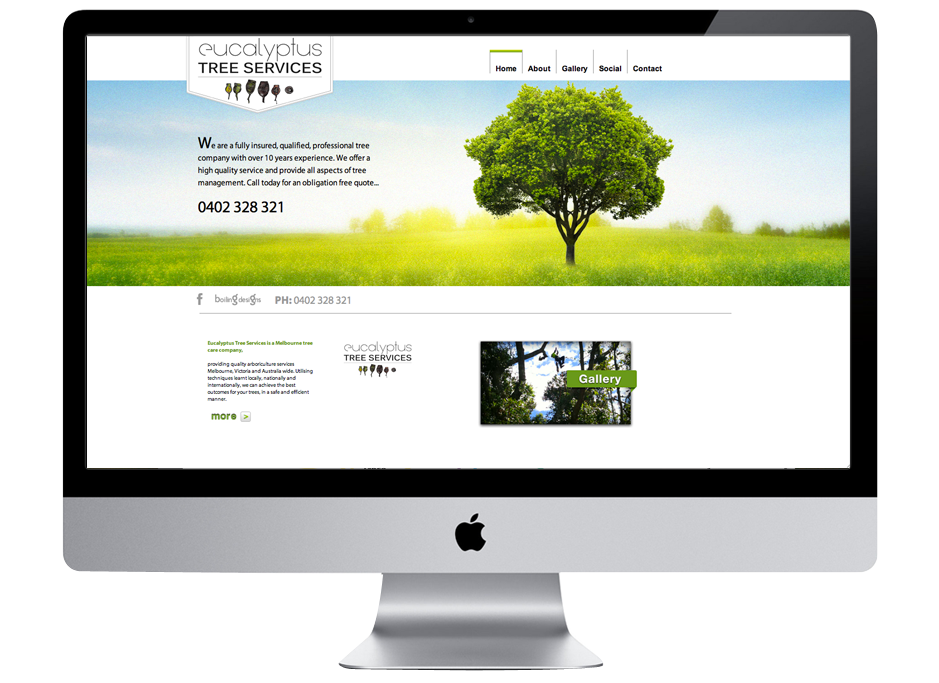 eucalyptus
TREE SERVICES
Home About Gallery Social Contact
We are a fully insured, qualified, professional tree
company with over 10 years experience. We offer a
high quality service and provide all aspects of tree
management. Call today for an obligation free quote...
0402 328 321
f boilingdesigns PH: 0402 328 321
Eucalyptus Tree Services is a Melbourne tree
care company,
providing quality arboriculture services
Melbourne, Victoria and Australia wide. Utilising
techniques learnt locally, nationally and
internationally, we can achieve the best
outcomes for your trees, in a safe and efficient
manner.
more >
eucalyptus
TREE SERVICES
Gallery